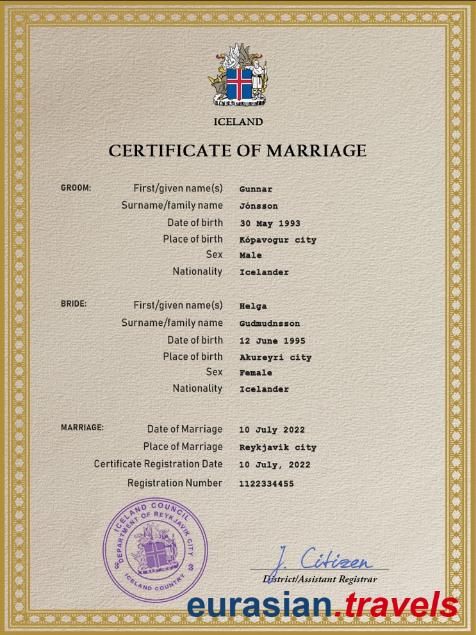 ICELAND
CERTIFICATE OF MARRIAGE
GROOM: First/given name(s) Gunnar
Surname/family name Jónsson
Date of birth 30 May 1993
Place of birth Kópavogur city
Sex Male
Nationality Icelander
BRIDE: First/given name(s) Helga
Surname/family name Gudmudnsson
Date of birth 12 June 1995
Place of birth Akureyri city
Sex Female
Nationality Icelander
MARRIAGE: Date of Marriage 10 July 2022
Place of Marriage Reykjavik city
Certificate Registration Date 10 July, 2022
Registration Number 1122334455
ICELAND COUNCIL
DEPARTMENT OF REYKJAVIK CITY
ICELAND COUNTRY
J. Citizen
District/Assistant Registrar
eurasian.travels